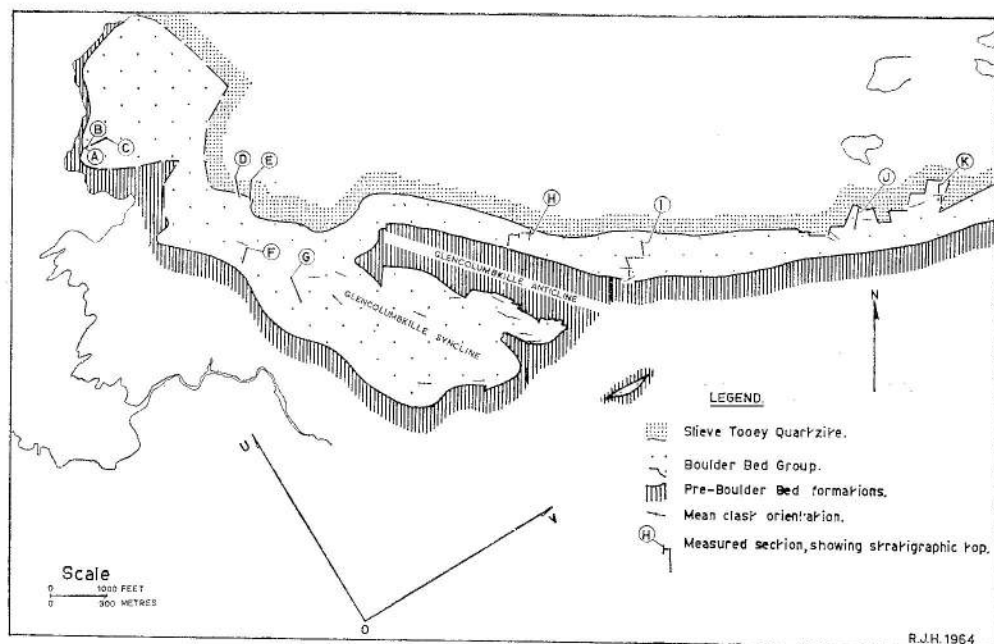 B
C
A
D
E
F
G
H
I
J
K
GLENCOLUMBKILLE ANTICLINE
GLENCOLUMBKILLE SYNCLINE
N
U
V
O
LEGEND.
Slieve Tooey Quartzite.
Boulder Bed Group.
Pre-Boulder Bed formations.
Mean clast orientation.
H
Measured section, showing stratigraphic top.
Scale
0 1000 FEET
0 300 METRES
R.J.H. 1964